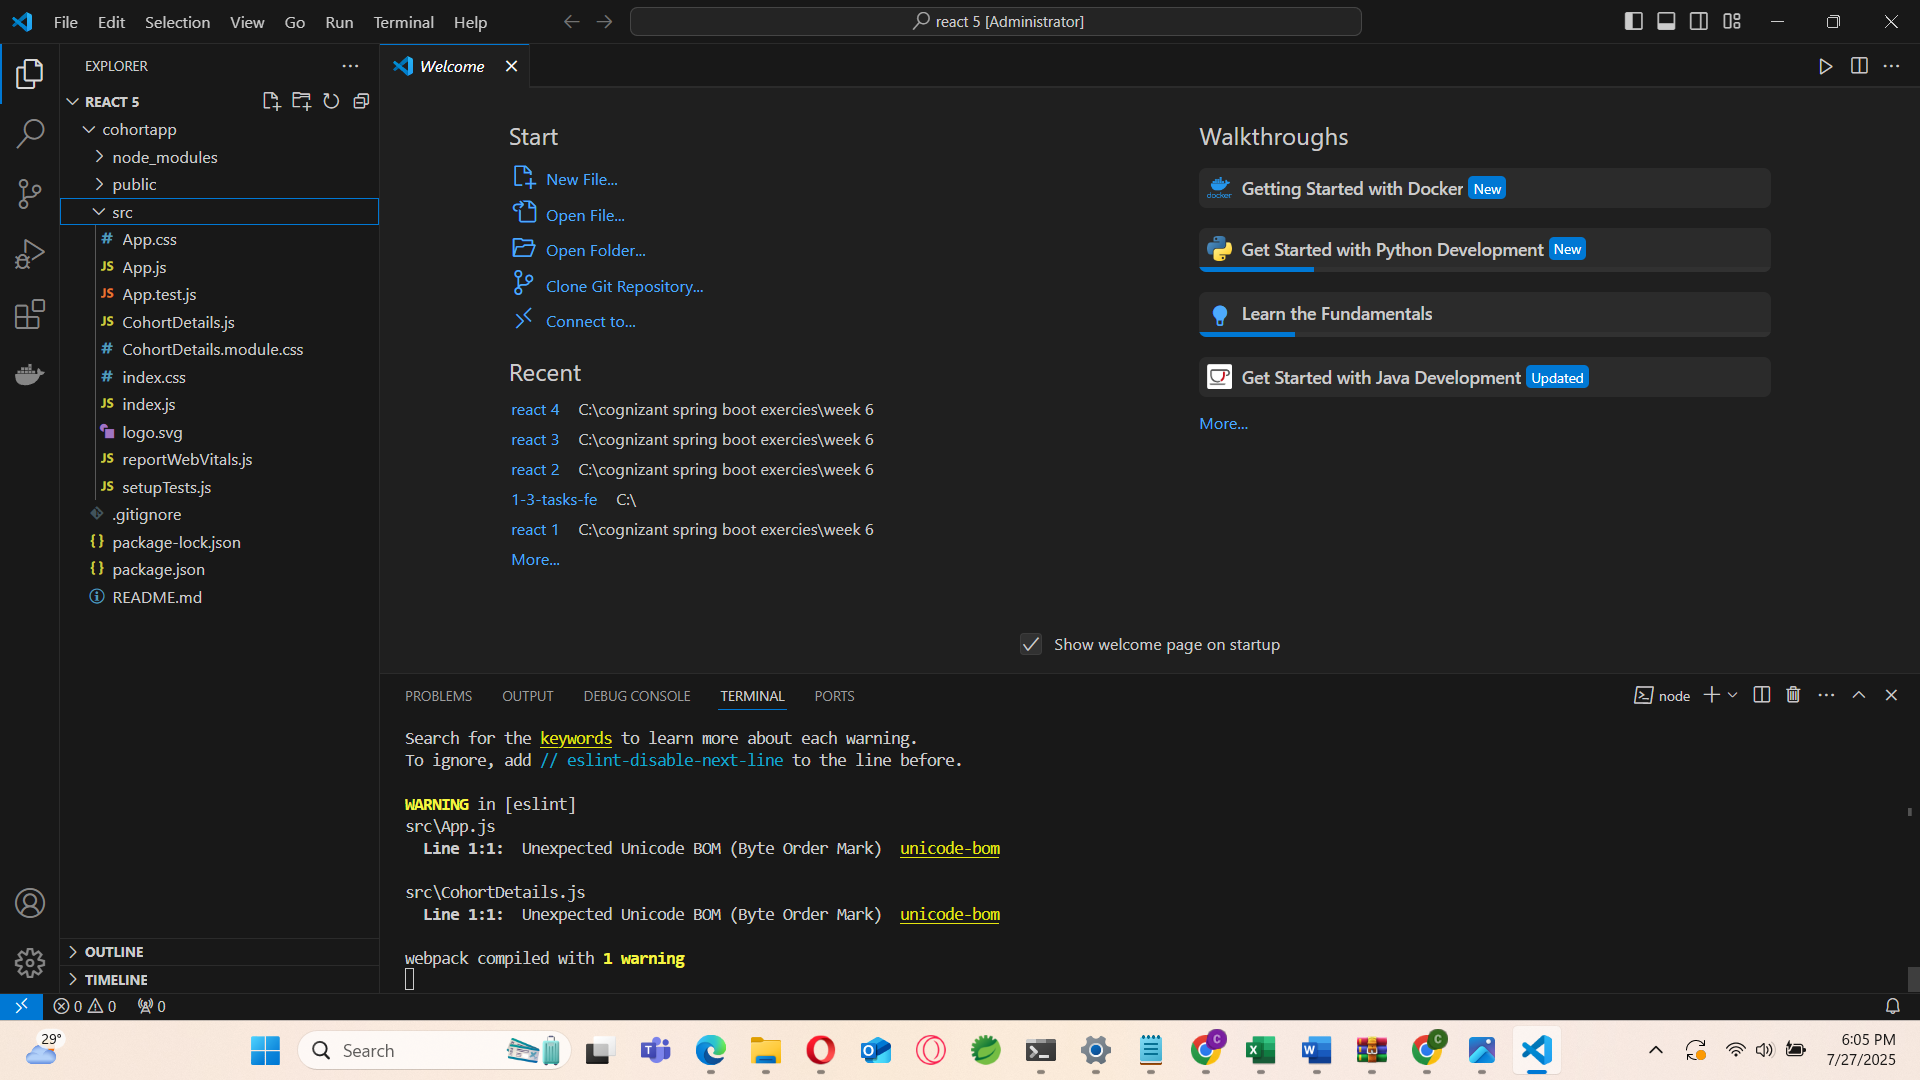 File Edit Selection View Go Run Terminal Help
react 5 [Administrator]
EXPLORER
REACT 5
cohortapp
node_modules
public
src
App.css
App.js
App.test.js
CohortDetails.js
CohortDetails.module.css
index.css
index.js
logo.svg
reportWebVitals.js
setupTests.js
.gitignore
package-lock.json
package.json
README.md
OUTLINE
TIMELINE
Welcome
Start
New File...
Open File...
Open Folder...
Clone Git Repository...
Connect to...
Recent
react 4 C:\cognizant spring boot exercies\week 6
react 3 C:\cognizant spring boot exercies\week 6
react 2 C:\cognizant spring boot exercies\week 6
1-3-tasks-fe C:\
react 1 C:\cognizant spring boot exercies\week 6
More...
Walkthroughs
Getting Started with Docker New
Get Started with Python Development New
Learn the Fundamentals
Get Started with Java Development Updated
More...
Show welcome page on startup
PROBLEMS OUTPUT DEBUG CONSOLE TERMINAL PORTS
node
Search for the keywords to learn more about each warning.
To ignore, add // eslint-disable-next-line to the line before.
WARNING in [eslint]
src\App.js
Line 1:1: Unexpected Unicode BOM (Byte Order Mark) unicode-bom
src\CohortDetails.js
Line 1:1: Unexpected Unicode BOM (Byte Order Mark) unicode-bom
webpack compiled with 1 warning
0 0 0
29°
Search
6:05 PM
7/27/2025